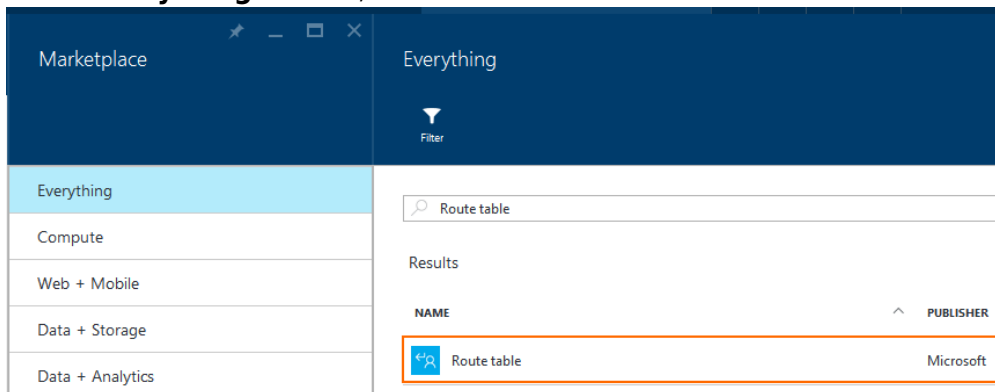 Marketplace
Everything
Filter
Everything
Compute
Web + Mobile
Data + Storage
Data + Analytics
Route table
Results
NAME PUBLISHER
Route table Microsoft